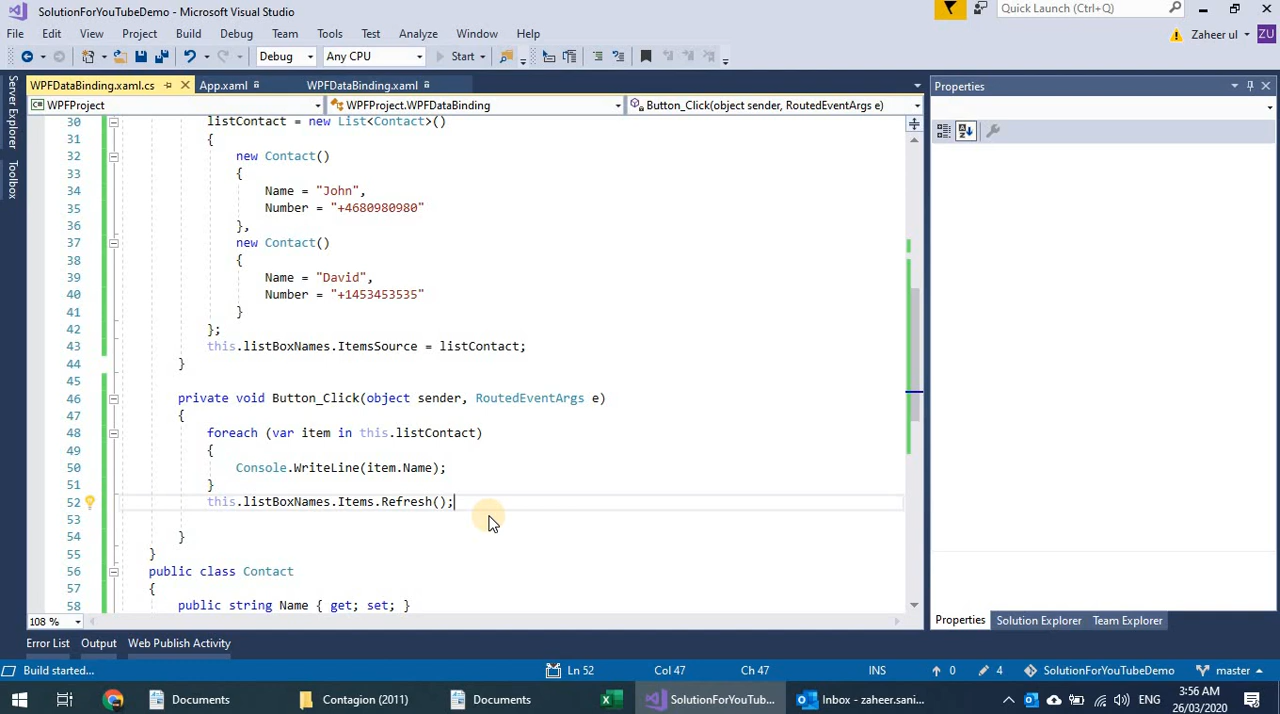 SolutionForYouTubeDemo - Microsoft Visual Studio
Quick Launch (Ctrl+Q)
File Edit View Project Build Debug Team Tools Test Analyze Window Help
Zaheer ul ZU
Debug Any CPU Start
WPFDataBinding.xaml.cs App.xaml WPFDataBinding.xaml
Properties
WPFProject WPFProject.WPFDataBinding Button_Click(object sender, RoutedEventArgs e)
Server Explorer
Toolbox
30 listContact = new List<Contact>()
31 {
32 new Contact()
33 {
34 Name = "John",
35 Number = "+4680980980"
36 },
37 new Contact()
38 {
39 Name = "David",
40 Number = "+1453453535"
41 }
42 };
43 this.listBoxNames.ItemsSource = listContact;
44 }
45
46 private void Button_Click(object sender, RoutedEventArgs e)
47 {
48 foreach (var item in this.listContact)
49 {
50 Console.WriteLine(item.Name);
51 }
52 this.listBoxNames.Items.Refresh();
53
54 }
55 }
56 public class Contact
57 {
58 public string Name { get; set; }
108 %
Properties Solution Explorer Team Explorer
Error List Output Web Publish Activity
Build started... Ln 52 Col 47 Ch 47 INS 0 4 SolutionForYouTubeDemo master
Documents Contagion (2011) Documents SolutionForYouTub... Inbox - zaheer.sani... ENG 3:56 AM
26/03/2020